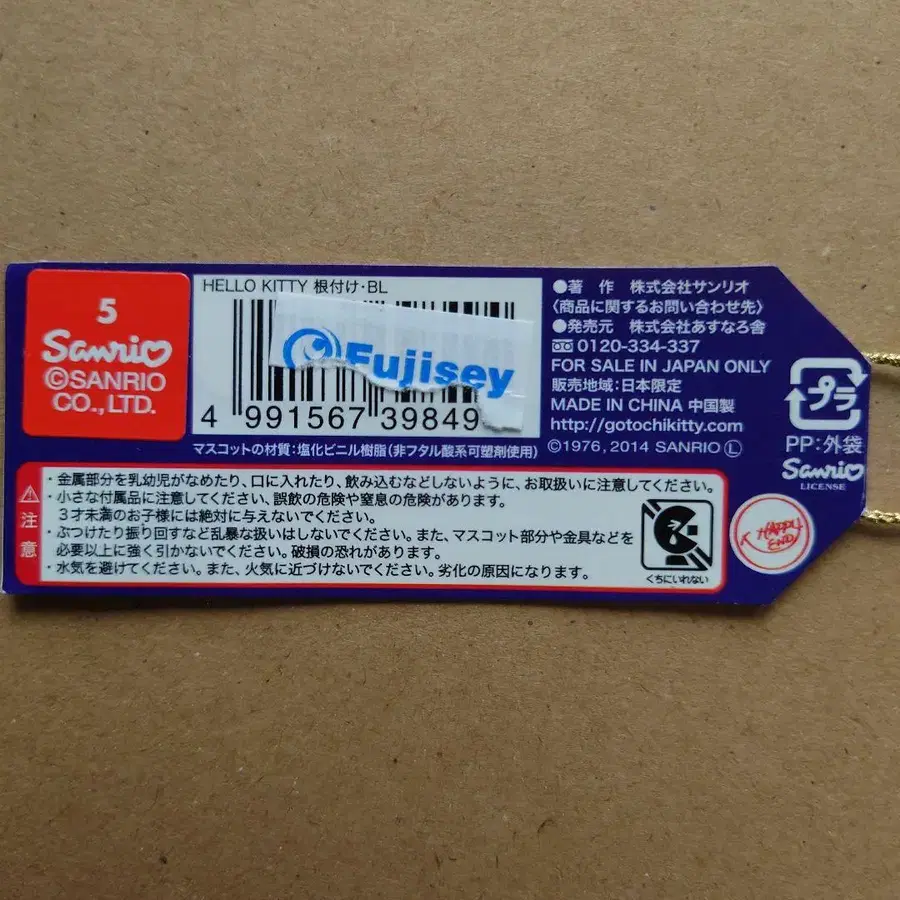 5
Sanrio
©SANRIO
CO., LTD.
HELLO KITTY 根付け・BL
Fujisey
4 991567 39849
マスコットの材質：塩化ビニル樹脂（非フタル酸系可塑剤使用）
●著 作 株式会社サンリオ
〈商品に関するお問い合わせ先〉
●発売元 株式会社あすなろ舎
0120-334-337
FOR SALE IN JAPAN ONLY
販売地域：日本限定
MADE IN CHINA 中国製
http://gotochikitty.com
©1976, 2014 SANRIO Ⓛ
プラ
PP：外袋
Sanrio
LICENSE
注意
・金属部分を乳幼児がなめたり、口に入れたり、飲み込むなどしないように、お取扱いに注意してください。
・小さな付属品に注意してください。誤飲の危険や窒息の危険があります。
３才未満のお子様には絶対に与えないでください。
・ぶつけたり振り回すなど乱暴な扱いはしないでください。また、マスコット部分や金具などを
必要以上に強く引かないでください。破損の恐れがあります。
・水気を避けてください。また、火気に近づけないでください。劣化の原因になります。
くちにいれない
HAPPY
END